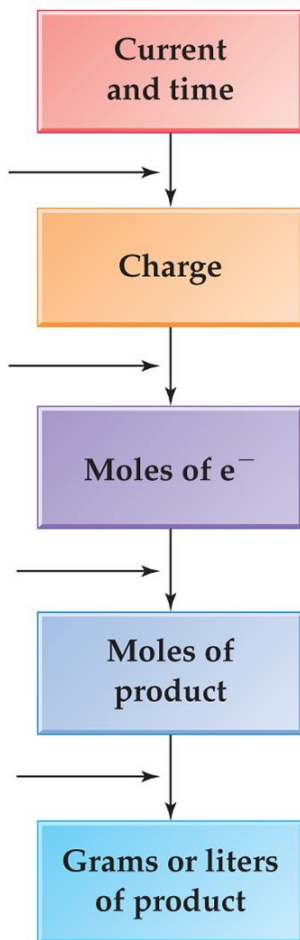 Current
and time
Charge
Moles of e⁻
Moles of
product
Grams or liters
of product